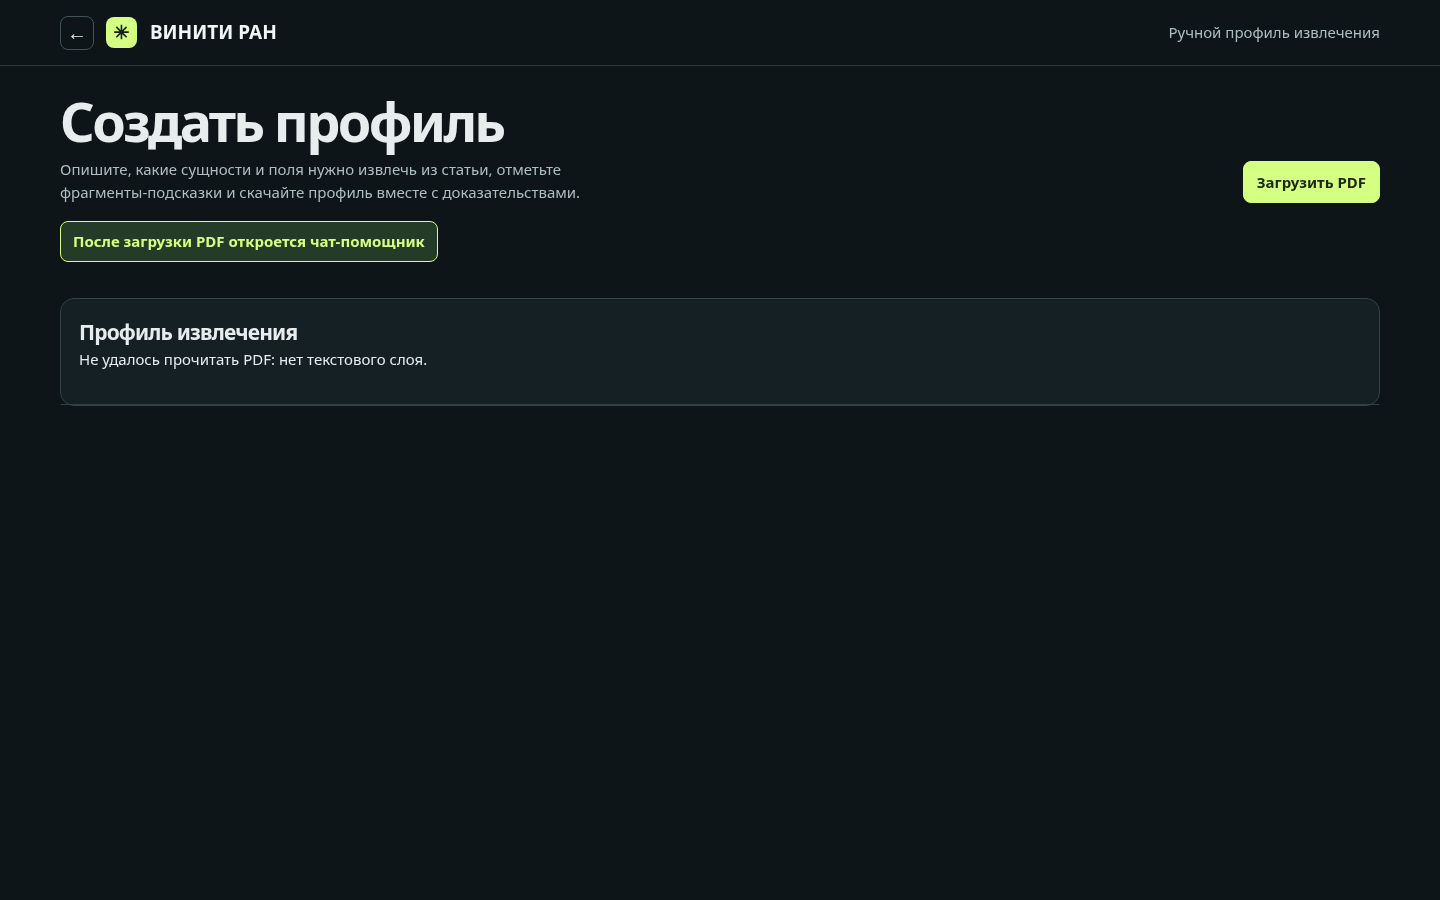 ←
ВИНИТИ РАН
Ручной профиль извлечения
Создать профиль
Опишите, какие сущности и поля нужно извлечь из статьи, отметьте
фрагменты-подсказки и скачайте профиль вместе с доказательствами.
Загрузить PDF
После загрузки PDF откроется чат-помощник
Профиль извлечения
Не удалось прочитать PDF: нет текстового слоя.